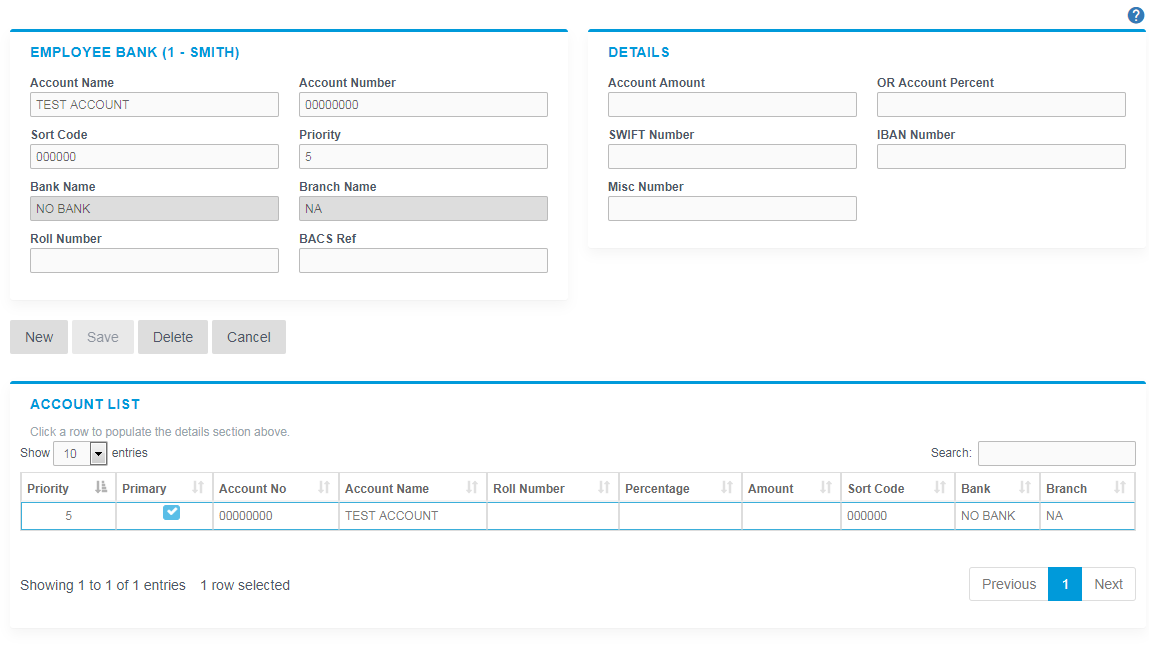 ?
EMPLOYEE BANK (1 - SMITH)
Account Name
Account Number
TEST ACCOUNT
00000000
Sort Code
Priority
000000
5
Bank Name
Branch Name
NO BANK
NA
Roll Number
BACS Ref
DETAILS
Account Amount
OR Account Percent
SWIFT Number
IBAN Number
Misc Number
New Save Delete Cancel
ACCOUNT LIST
Click a row to populate the details section above.
Show 10 entries
Search:
Priority Primary Account No Account Name Roll Number Percentage Amount Sort Code Bank Branch
5 00000000 TEST ACCOUNT 000000 NO BANK NA
Showing 1 to 1 of 1 entries 1 row selected
Previous 1 Next